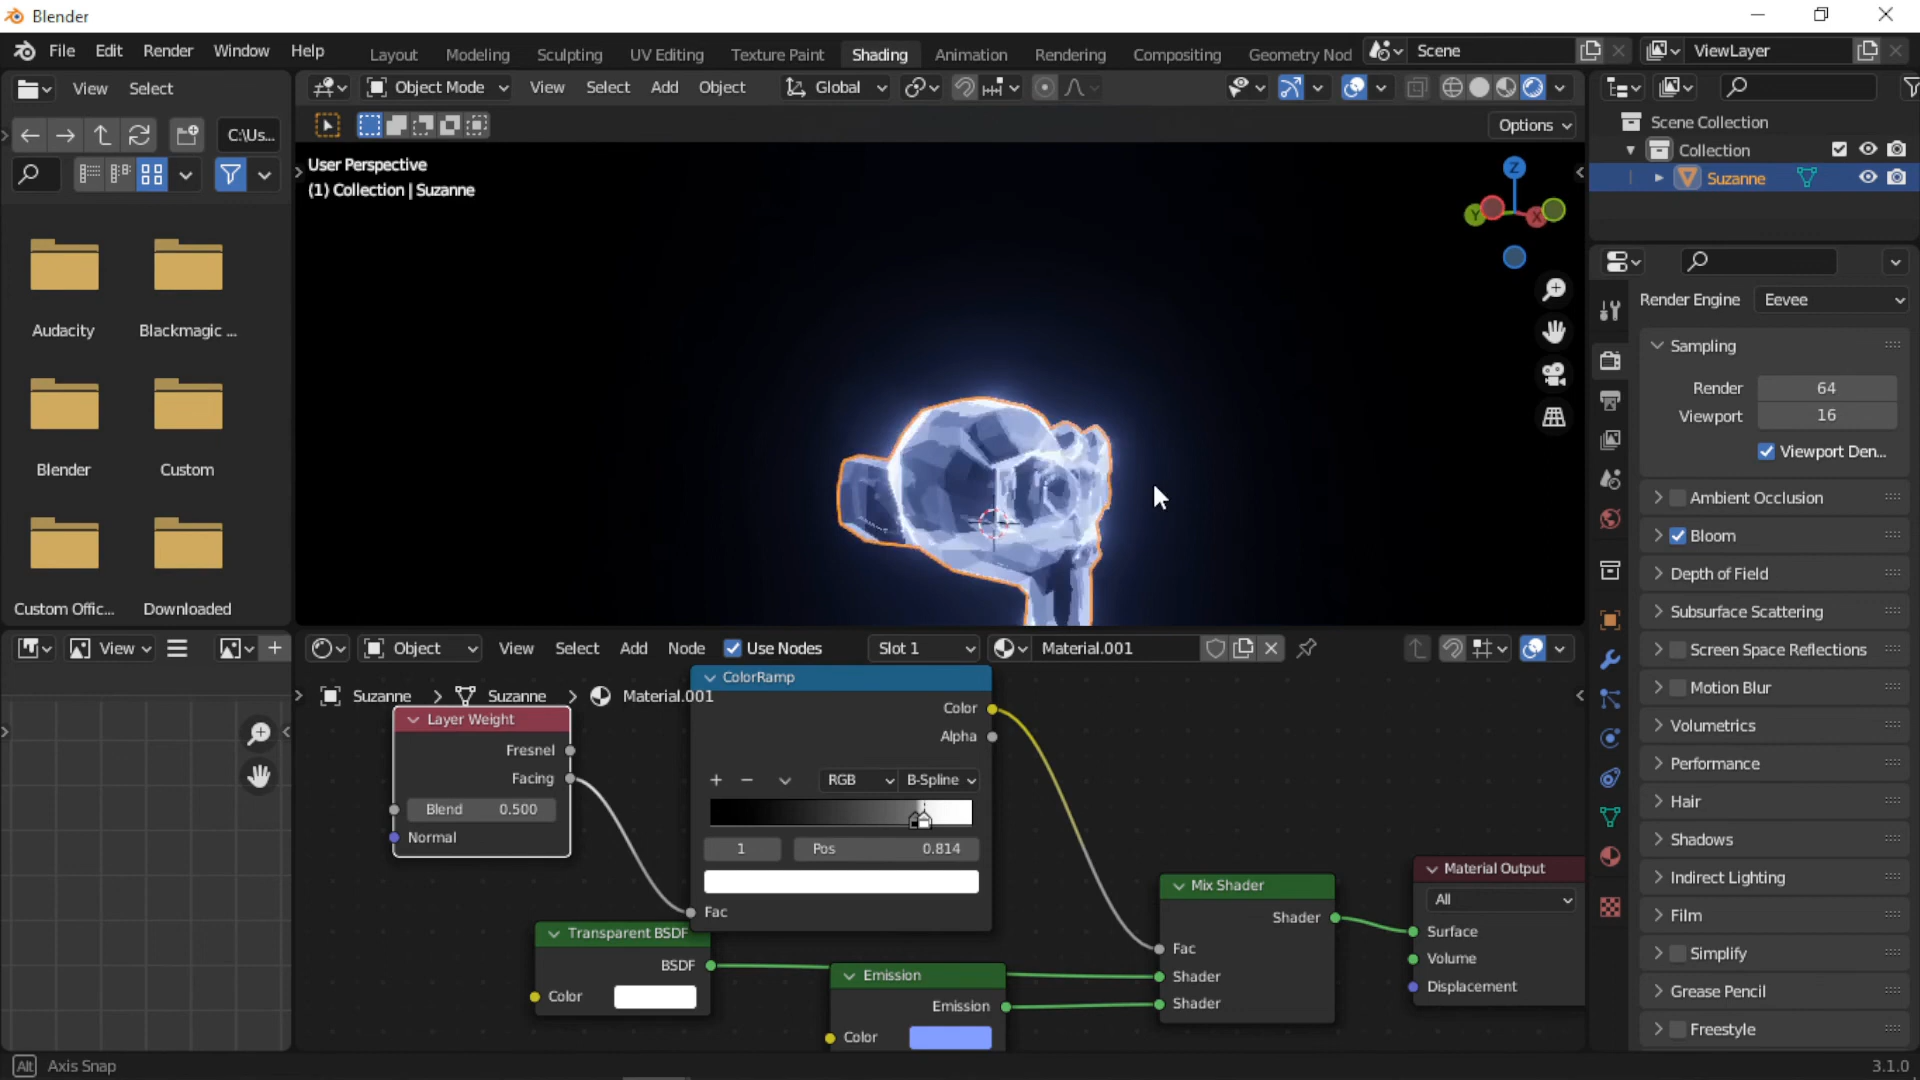 Blender
File Edit Render Window Help Layout Modeling Sculpting UV Editing Texture Paint Shading Animation Rendering Compositing Geometry Nod Scene ViewLayer
View Select
Object Mode View Select Add Object Global
C:\Us...
Options
User Perspective
(1) Collection | Suzanne
Z
Y
X
Audacity Blackmagic ...
Blender Custom
Custom Offic... Downloaded
Scene Collection
Collection
Suzanne
Render Engine Eevee
Sampling
Render 64
Viewport 16
Viewport Den...
Ambient Occlusion
Bloom
Depth of Field
Subsurface Scattering
Screen Space Reflections
Motion Blur
Volumetrics
Performance
Hair
Shadows
Indirect Lighting
Film
Simplify
Grease Pencil
Freestyle
View
Object View Select Add Node Use Nodes Slot 1 Material.001
Suzanne > Suzanne > Material.001
Layer Weight
Fresnel
Facing
Blend 0.500
Normal
ColorRamp
Color
Alpha
RGB B-Spline
1 Pos 0.814
Fac
Transparent BSDF
BSDF
Color
Emission
Emission
Color
Mix Shader
Shader
Fac
Shader
Shader
Material Output
All
Surface
Volume
Displacement
Alt Axis Snap
3.1.0